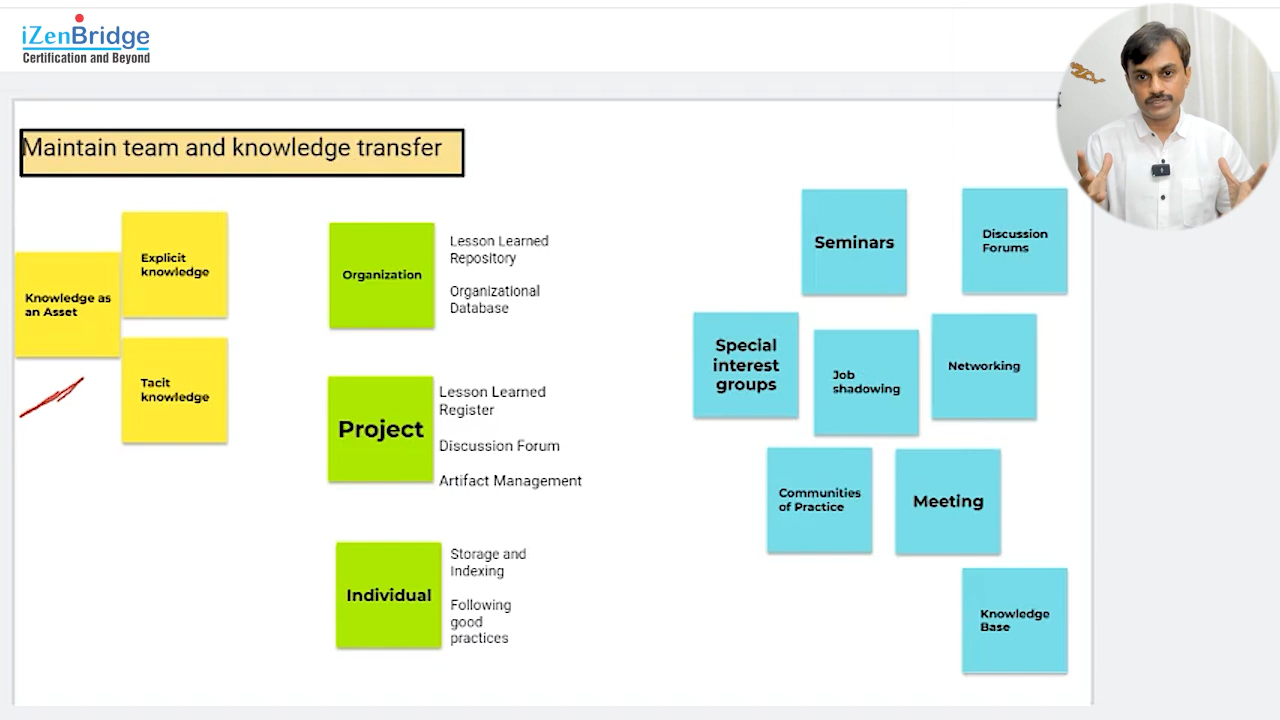 iZenBridge
Certification and Beyond
Maintain team and knowledge transfer
Knowledge as
an Asset
Explicit
knowledge
Tacit
knowledge
Organization
Lesson Learned
Repository
Organizational
Database
Project
Lesson Learned
Register
Discussion Forum
Artifact Management
Individual
Storage and
Indexing
Following
good
practices
Seminars
Discussion
Forums
Special
interest
groups
Job
shadowing
Networking
Communities
of Practice
Meeting
Knowledge
Base